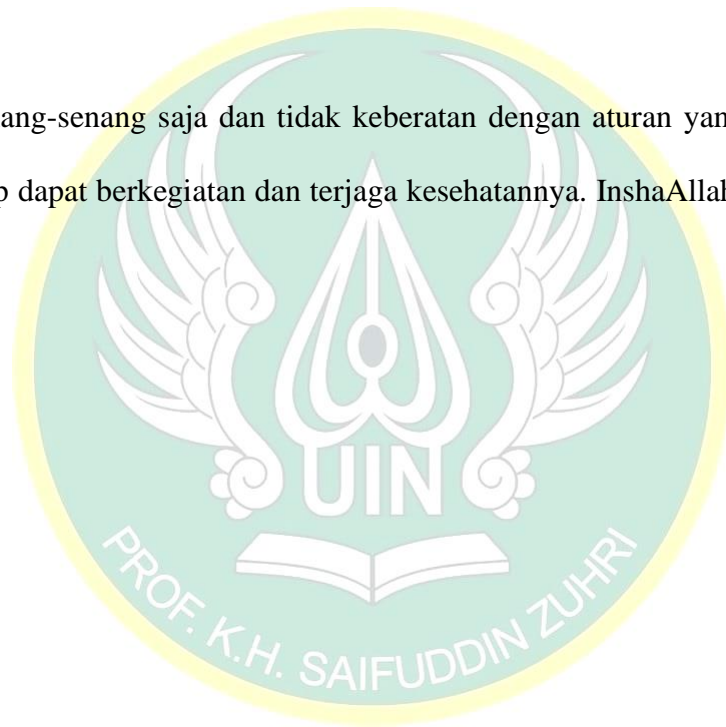 ang-senang saja dan tidak keberatan dengan aturan yan
p dapat berkegiatan dan terjaga kesehatannya. InshaAllah
UIN
PROF. K.H. SAIFUDDIN ZUHRI